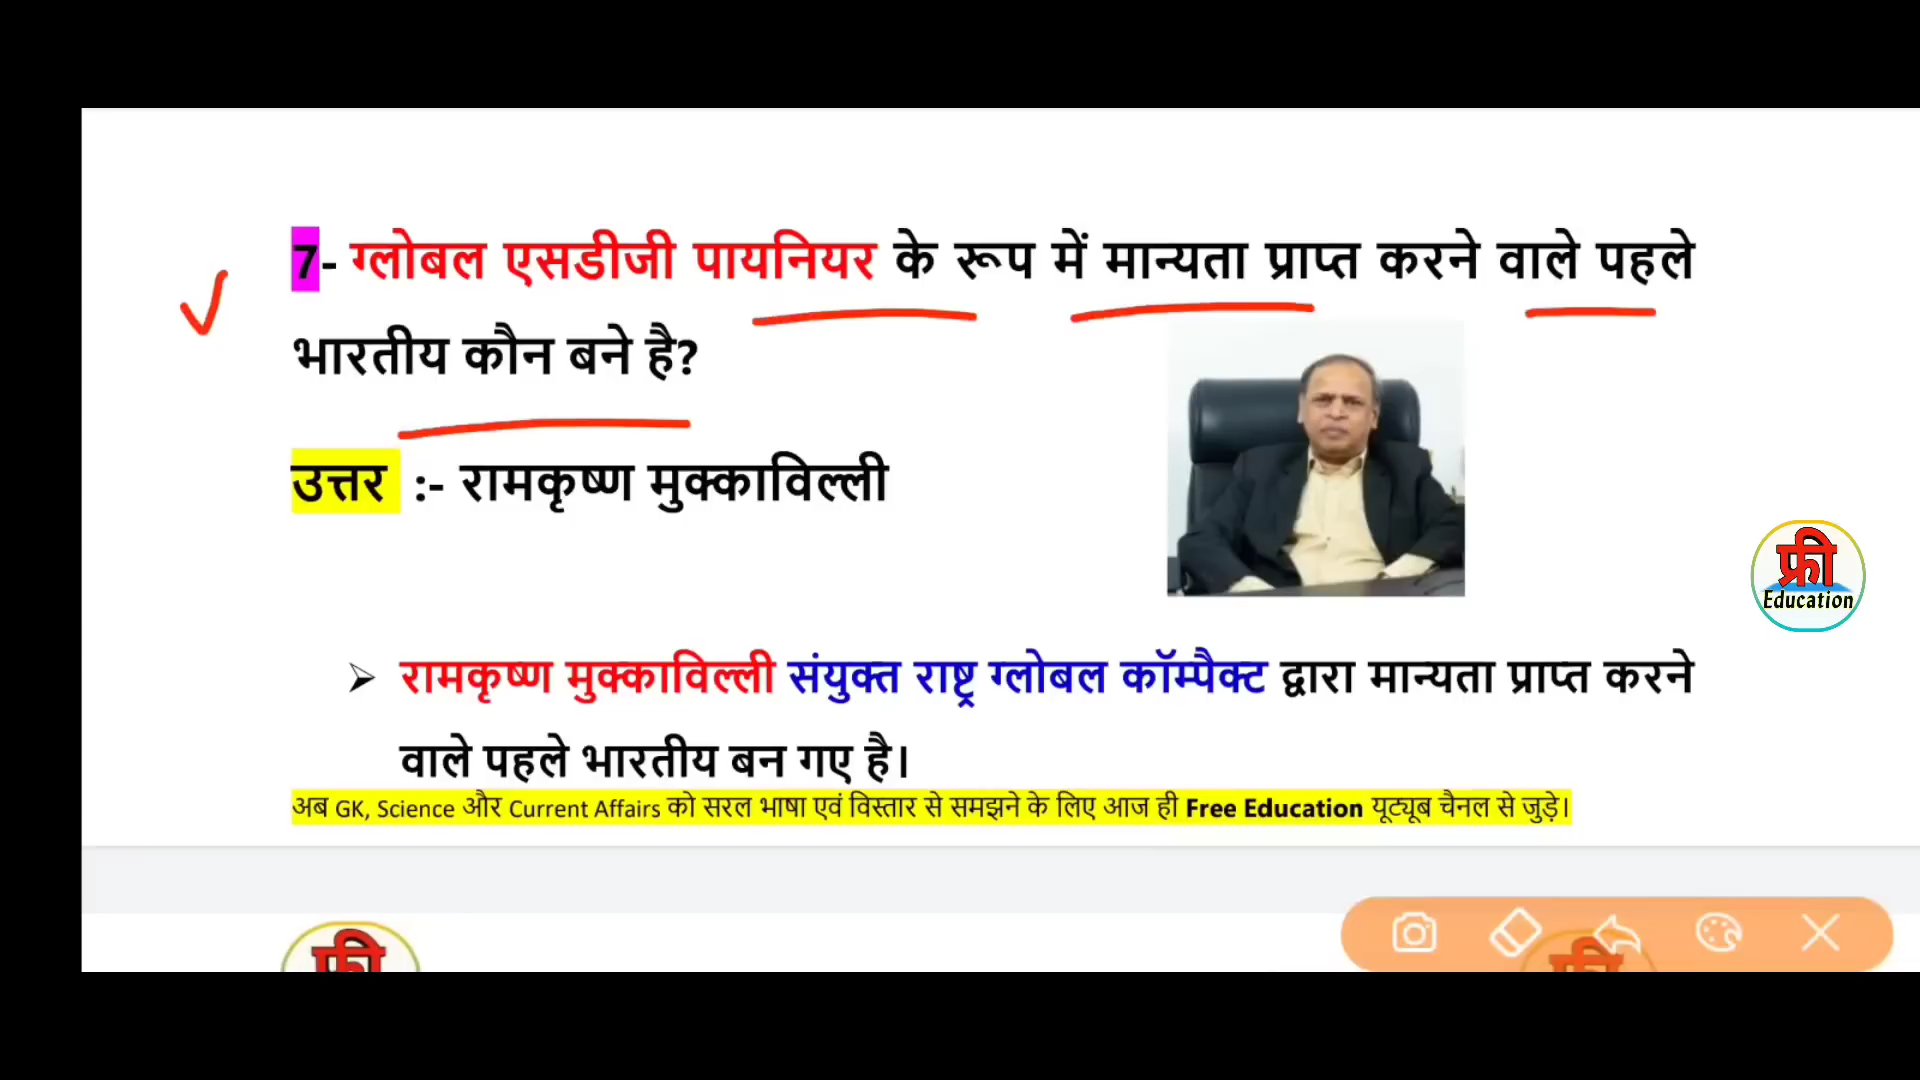 7- ग्लोबल एसडीजी पायनियर के रूप में मान्यता प्राप्त करने वाले पहले
भारतीय कौन बने है?
उत्तर :- रामकृष्ण मुक्काविल्ली
फ्री
Education
➢ रामकृष्ण मुक्काविल्ली संयुक्त राष्ट्र ग्लोबल कॉम्पैक्ट द्वारा मान्यता प्राप्त करने
वाले पहले भारतीय बन गए है।
अब GK, Science और Current Affairs को सरल भाषा एवं विस्तार से समझने के लिए आज ही Free Education यूट्यूब चैनल से जुड़े।
फ्री
फ्री